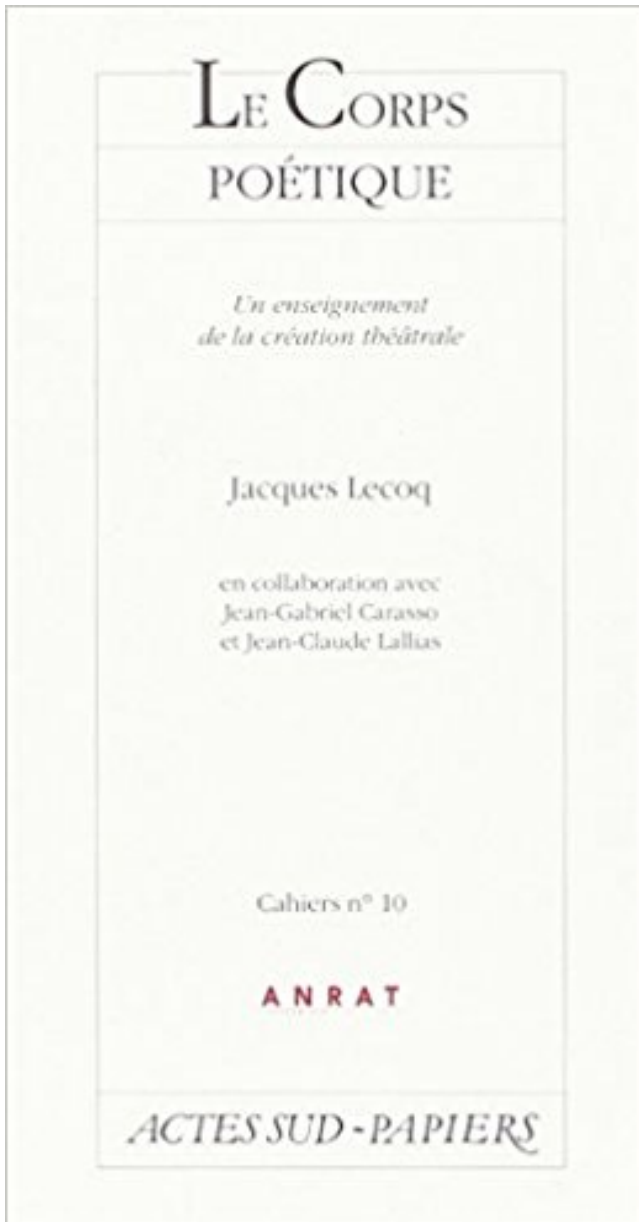 LE CORPS
POÉTIQUE
Un enseignement
de la création théâtrale
Jacques Lecoq
en collaboration avec
Jean-Gabriel Carasso
et Jean-Claude Lallias
Cahiers n° 10
ANRAT
ACTES SUD-PAPIERS